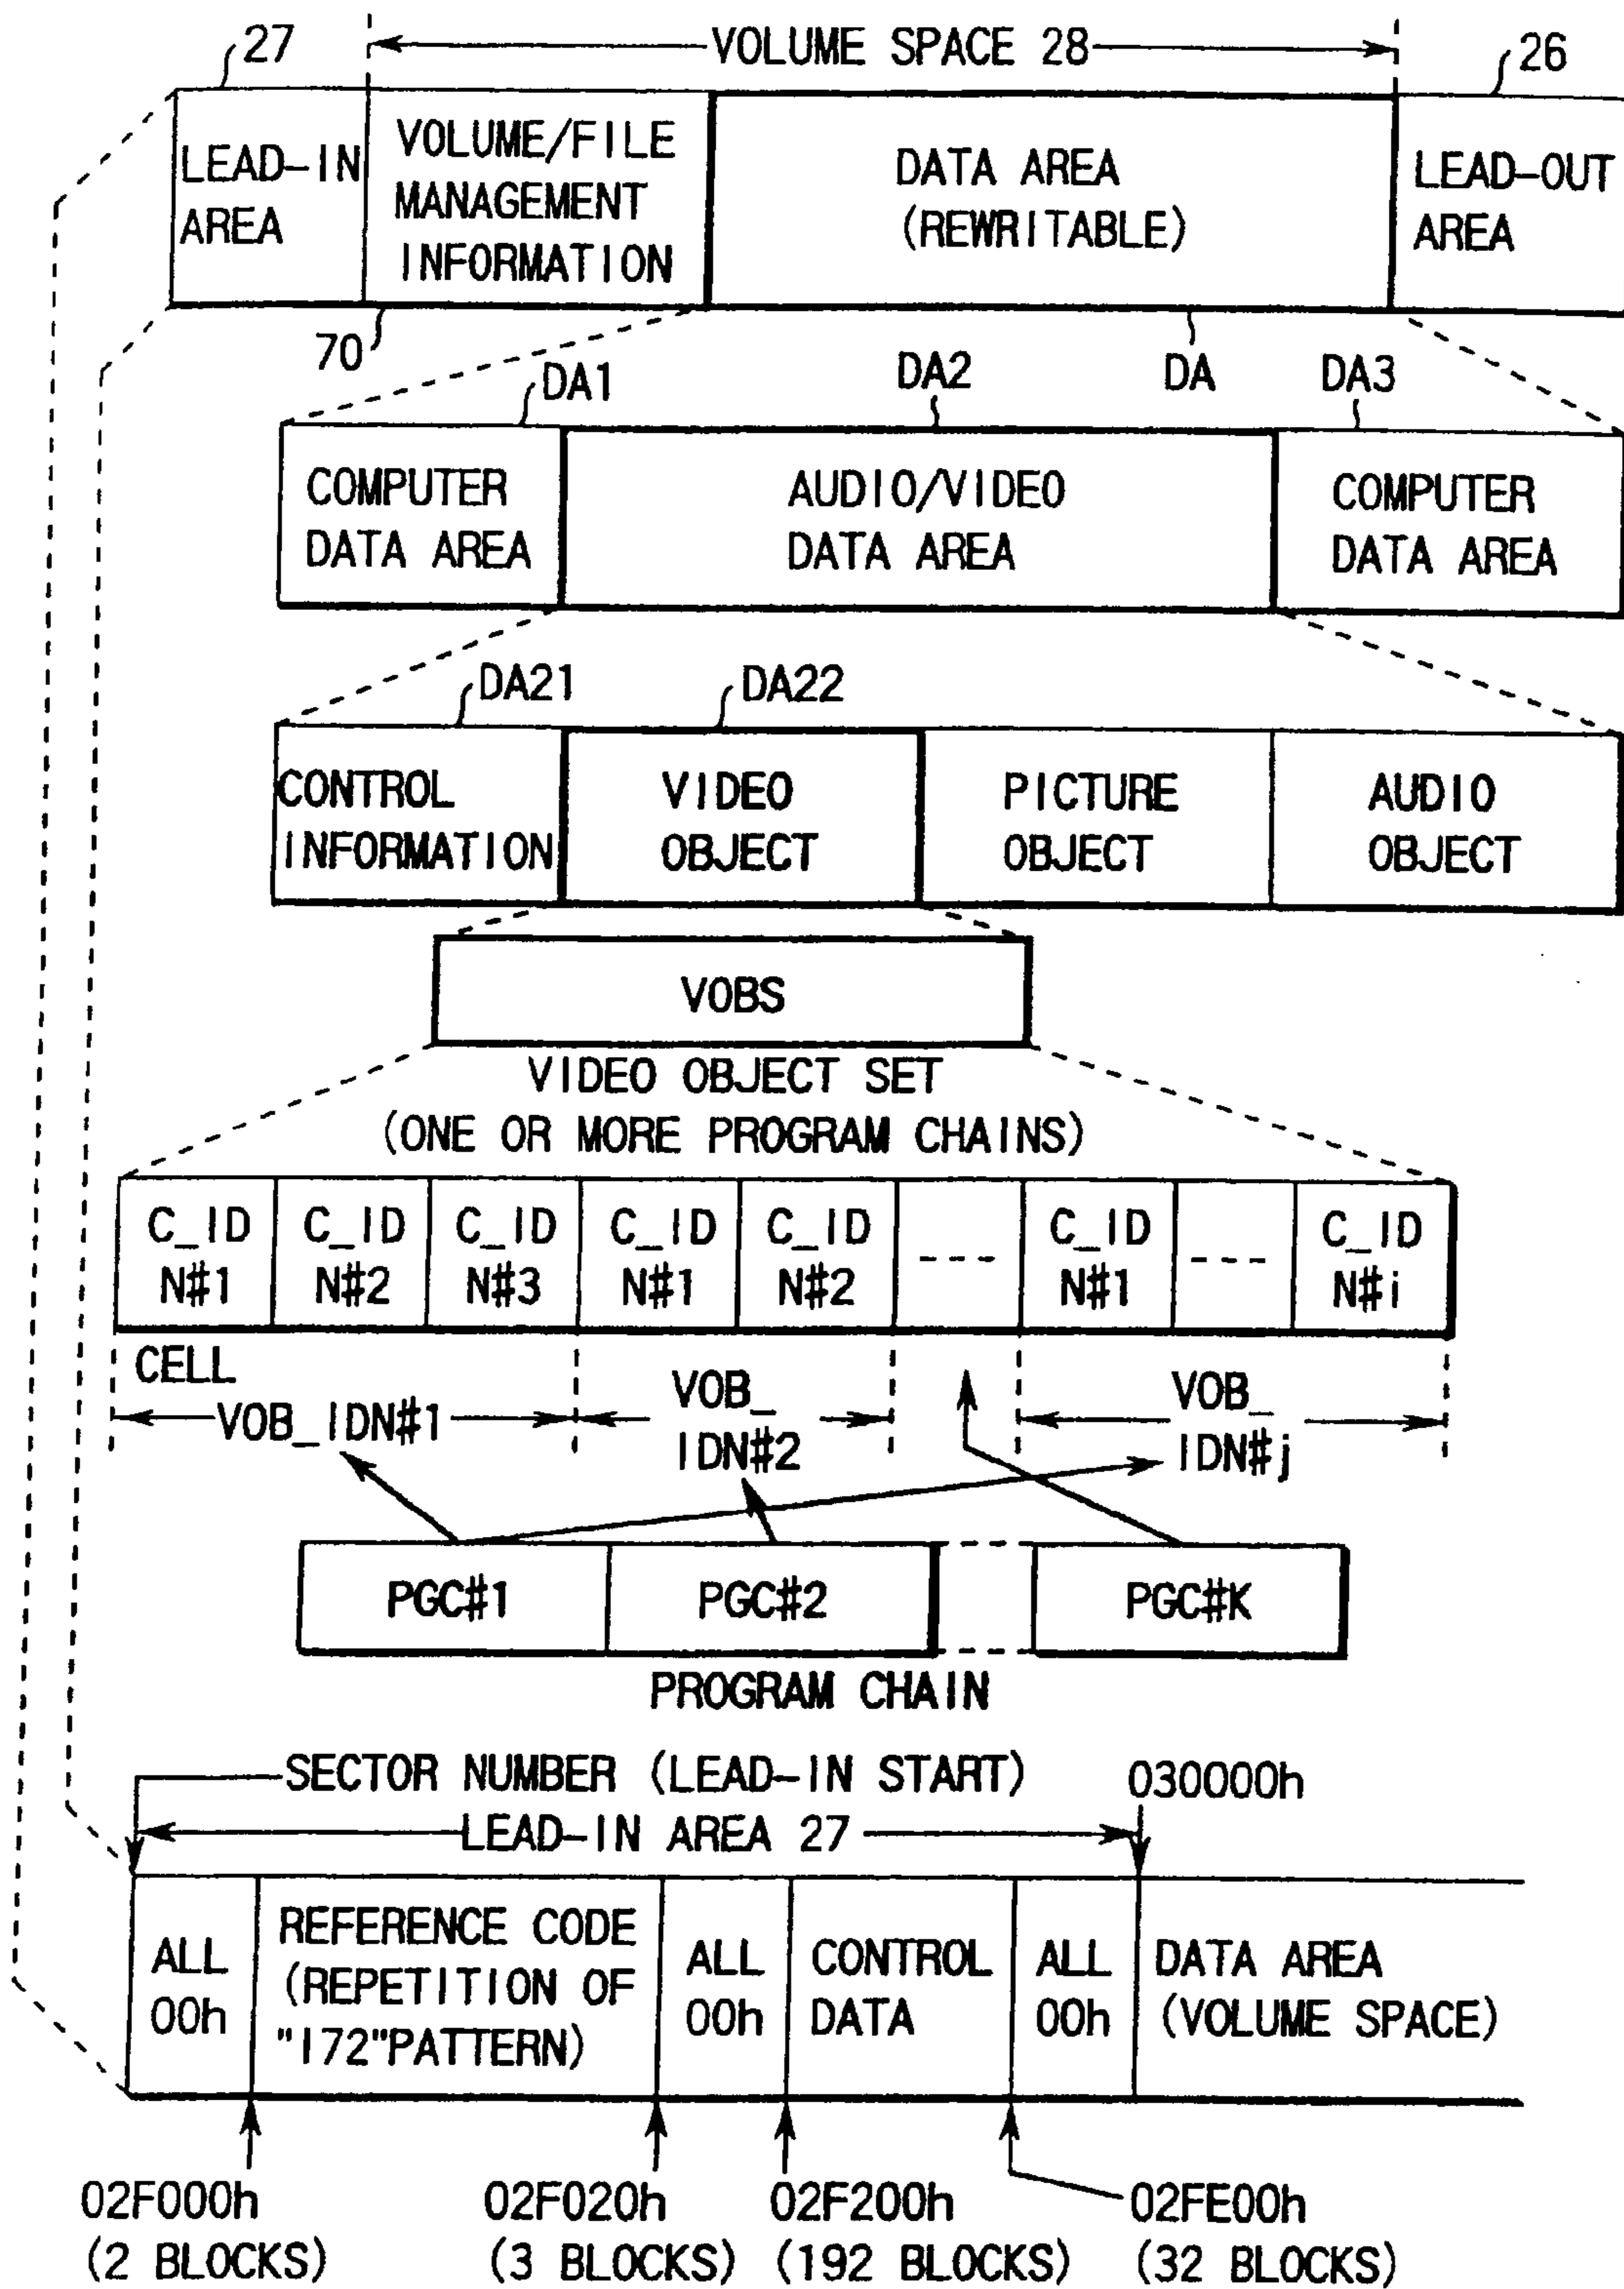 27
VOLUME SPACE 28
26
LEAD-IN
AREA
VOLUME/FILE
MANAGEMENT
INFORMATION
DATA AREA
(REWRITABLE)
LEAD-OUT
AREA
70
DA1
DA2
DA
DA3
COMPUTER
DATA AREA
AUDIO/VIDEO
DATA AREA
COMPUTER
DATA AREA
DA21
DA22
CONTROL
INFORMATION
VIDEO
OBJECT
PICTURE
OBJECT
AUDIO
OBJECT
VOBS
VIDEO OBJECT SET
(ONE OR MORE PROGRAM CHAINS)
C_ID
N#1
C_ID
N#2
C_ID
N#3
C_ID
N#1
C_ID
N#2
----
C_ID
N#1
----
C_ID
N#i
CELL
VOB_IDN#1
VOB_
IDN#2
VOB_
IDN#j
PGC#1
PGC#2
PGC#K
PROGRAM CHAIN
SECTOR NUMBER (LEAD-IN START)
030000h
LEAD-IN AREA 27
ALL
00h
REFERENCE CODE
(REPETITION OF
"172"PATTERN)
ALL
00h
CONTROL
DATA
ALL
00h
DATA AREA
(VOLUME SPACE)
02F000h
(2 BLOCKS)
02F020h
(3 BLOCKS)
02F200h
(192 BLOCKS)
02FE00h
(32 BLOCKS)